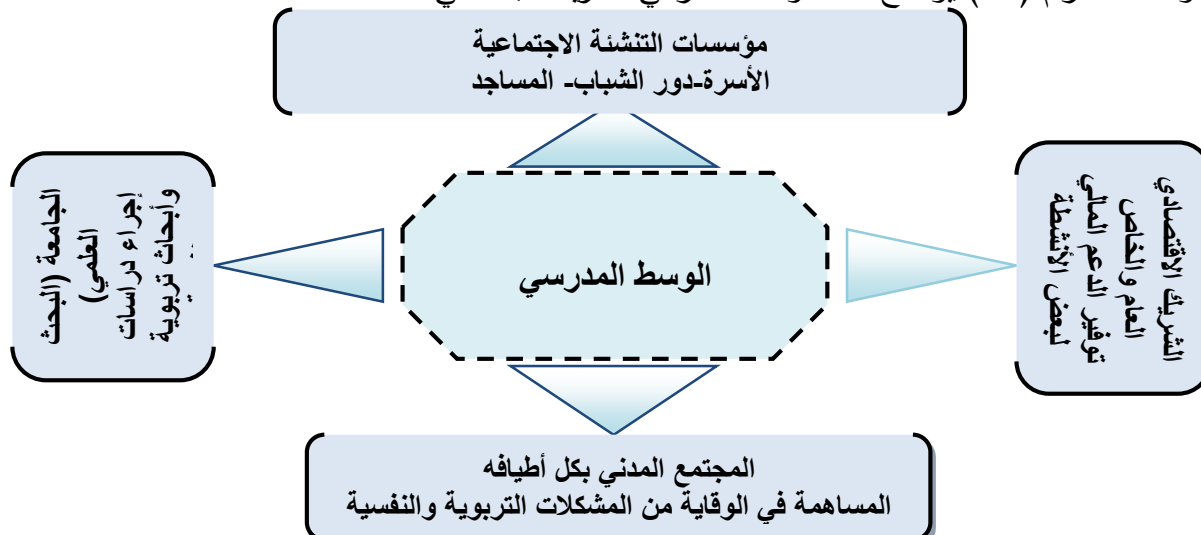 مؤسسات التنشئة الاجتماعية
الأسرة-دور الشباب- المساجد
الشريك الاقتصادي
العام والخاص
توفير الدعم المالي
لبعض الأنشطة
الوسط المدرسي
الجامعة (البحث
العلمي)
إجراء دراسات
وأبحاث تربوية
المجتمع المدني بكل أطيافه
المساهمة في الوقاية من المشكلات التربوية والنفسية